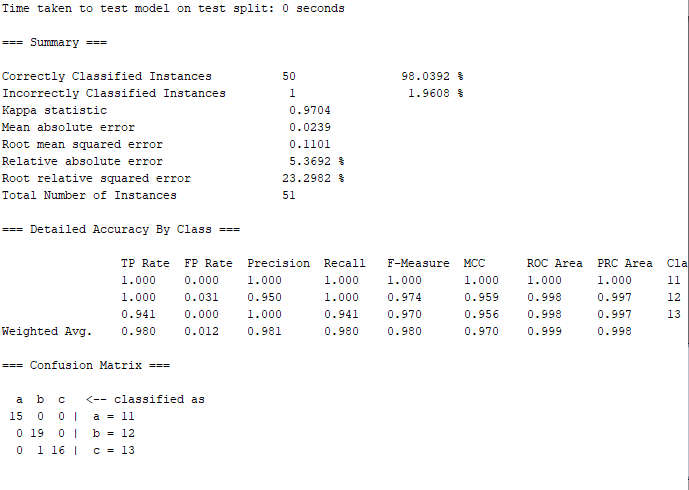 Time taken to test model on test split: 0 seconds
=== Summary ===
Correctly Classified Instances 50 98.0392 %
Incorrectly Classified Instances 1 1.9608 %
Kappa statistic 0.9704
Mean absolute error 0.0239
Root mean squared error 0.1101
Relative absolute error 5.3692 %
Root relative squared error 23.2982 %
Total Number of Instances 51
=== Detailed Accuracy By Class ===
TP Rate FP Rate Precision Recall F-Measure MCC ROC Area PRC Area Cla
1.000 0.000 1.000 1.000 1.000 1.000 1.000 1.000 11
1.000 0.031 0.950 1.000 0.974 0.959 0.998 0.997 12
0.941 0.000 1.000 0.941 0.970 0.956 0.998 0.997 13
Weighted Avg. 0.980 0.012 0.981 0.980 0.980 0.970 0.999 0.998
=== Confusion Matrix ===
a b c <-- classified as
15 0 0 | a = 11
0 19 0 | b = 12
0 1 16 | c = 13